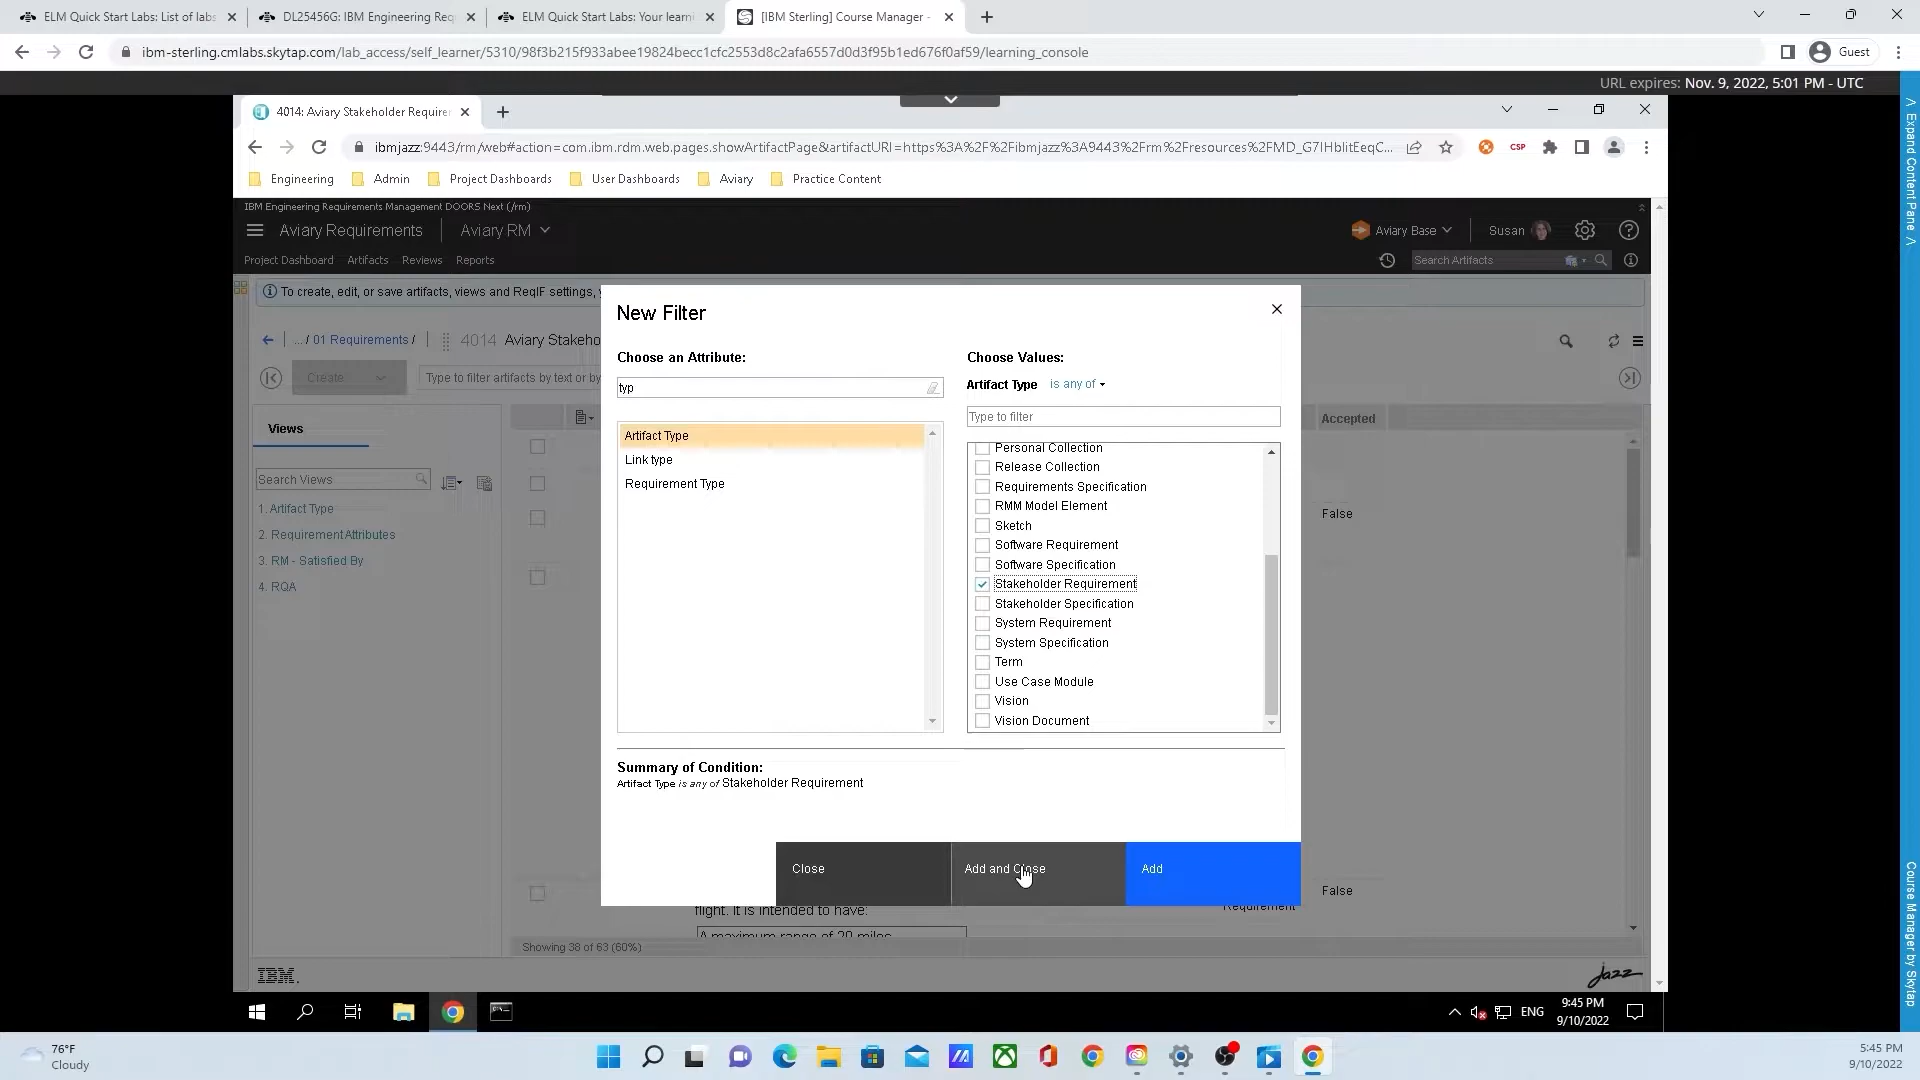 ELM Quick Start Labs: List of labs
DL25456G: IBM Engineering Re
ELM Quick Start Labs: Your learni
[IBM Sterling] Course Manager -
ibm-sterling.cmlabs.skytap.com/lab_access/self_learner/5310/98f3b215f933abee19824becc1cfc2553d8c2afa6557d0d3f95b1ed676f0af59/learning_console
Guest
URL expires: Nov. 9, 2022, 5:01 PM - UTC
4014: Aviary Stakeholder Require
ibmjazz:9443/rm/web#action=com.ibm.rdm.web.pages.showArtifactPage&artifactURI=https%3A%2F%2Fibmjazz%3A9443%2Frm%2Fresources%2FMD_G7IHblitEeqC...
CSP
Engineering
Admin
Project Dashboards
User Dashboards
Aviary
Practice Content
IBM Engineering Requirements Management DOORS Next (/rm)
Aviary Requirements
Aviary RM
Aviary Base
Susan
Project Dashboard
Artifacts
Reviews
Reports
Search Artifacts
To create, edit, or save artifacts, views and ReqIF settings,
... / 01 Requirements /
4014 Aviary Stakeho
Create
Type to filter artifacts by text or by
Views
Search Views
1. Artifact Type
2. Requirement Attributes
3. RM - Satisfied By
4. RQA
Accepted
False
False
Requirement
flight. It is intended to have:
A maximum range of 20 miles
Showing 38 of 63 (60%)
New Filter
Choose an Attribute:
typ
Artifact Type
Link type
Requirement Type
Choose Values:
Artifact Type is any of
Type to filter
Personal Collection
Release Collection
Requirements Specification
RMM Model Element
Sketch
Software Requirement
Software Specification
Stakeholder Requirement
Stakeholder Specification
System Requirement
System Specification
Term
Use Case Module
Vision
Vision Document
Summary of Condition:
Artifact Type is any of Stakeholder Requirement
Close
Add and Close
Add
IBM.
jazz
ENG
9:45 PM
9/10/2022
Λ Expand Content Pane Λ
Course Manager by Skytap
76°F
Cloudy
5:45 PM
9/10/2022